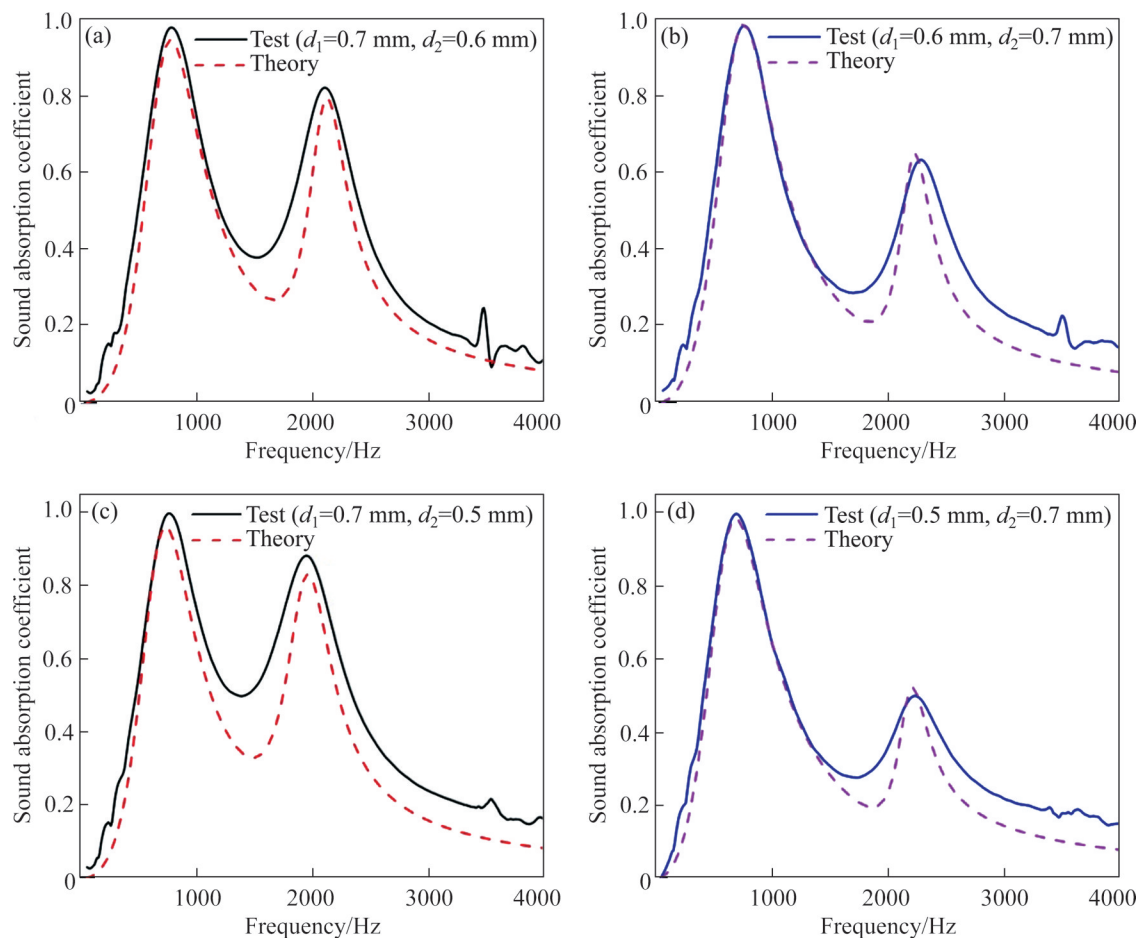 (a)
Test (d1=0.7 mm, d2=0.6 mm)
Theory
Sound absorption coefficient
1.0
0.8
0.6
0.4
0.2
0
1000 2000 3000 4000
Frequency/Hz
(b)
Test (d1=0.6 mm, d2=0.7 mm)
Theory
Sound absorption coefficient
1.0
0.8
0.6
0.4
0.2
0
1000 2000 3000 4000
Frequency/Hz
(c)
Test (d1=0.7 mm, d2=0.5 mm)
Theory
Sound absorption coefficient
1.0
0.8
0.6
0.4
0.2
0
1000 2000 3000 4000
Frequency/Hz
(d)
Test (d1=0.5 mm, d2=0.7 mm)
Theory
Sound absorption coefficient
1.0
0.8
0.6
0.4
0.2
0
1000 2000 3000 4000
Frequency/Hz